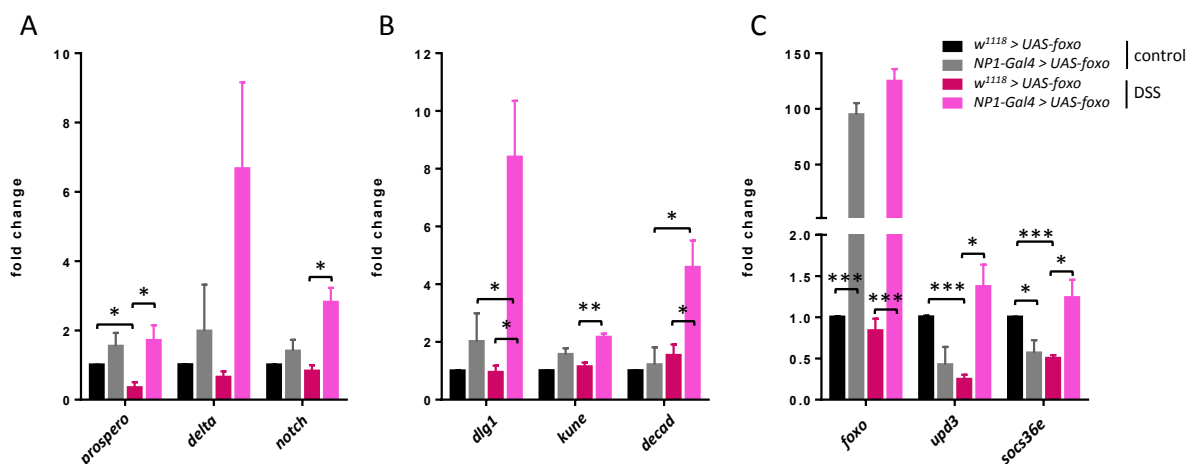 A
fold change
10
8
6
4
2
0
*
*
*
prospero
delta
notch
B
fold change
12
10
8
6
4
2
0
*
*
**
*
*
dlg1
kune
decad
C
fold change
150
100
50
2.0
1.5
1.0
0.5
0.0
***
***
***
*
***
*
*
foxo
upd3
socs36e
w1118 > UAS-foxo
NP1-Gal4 > UAS-foxo
control
w1118 > UAS-foxo
NP1-Gal4 > UAS-foxo
DSS